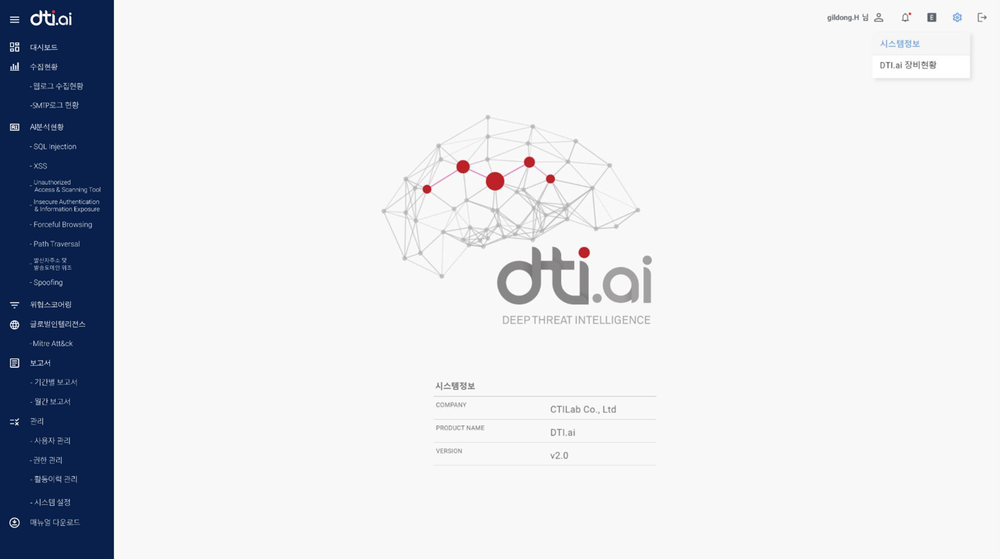 dti.ai
gildong.H 님
E
시스템정보
DTI.ai 장비현황
대시보드
수집현황
- 웹로그 수집현황
-SMTP로그 현황
AI
AI분석현황
- SQL Injection
- XSS
- Unauthorized
Access & Scanning Tool
- Insecure Authentication
& Information Exposure
- Forceful Browsing
- Path Traversal
- 발신자주소 및
발송도메인 위조
- Spoofing
위협스코어링
글로벌인텔리전스
- Mitre Att&ck
보고서
- 기간별 보고서
- 월간 보고서
관리
- 사용자 관리
- 권한 관리
- 활동이력 관리
- 시스템 설정
매뉴얼 다운로드
dti.ai
DEEP THREAT INTELLIGENCE
시스템정보
COMPANY CTILab Co., Ltd
PRODUCT NAME DTI.ai
VERSION v2.0